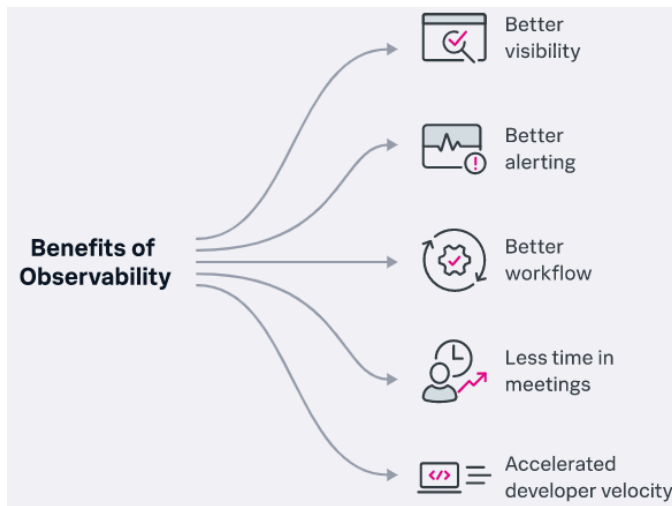 Benefits of
Observability
Better
visibility
Better
alerting
Better
workflow
Less time in
meetings
</>
Accelerated
developer velocity